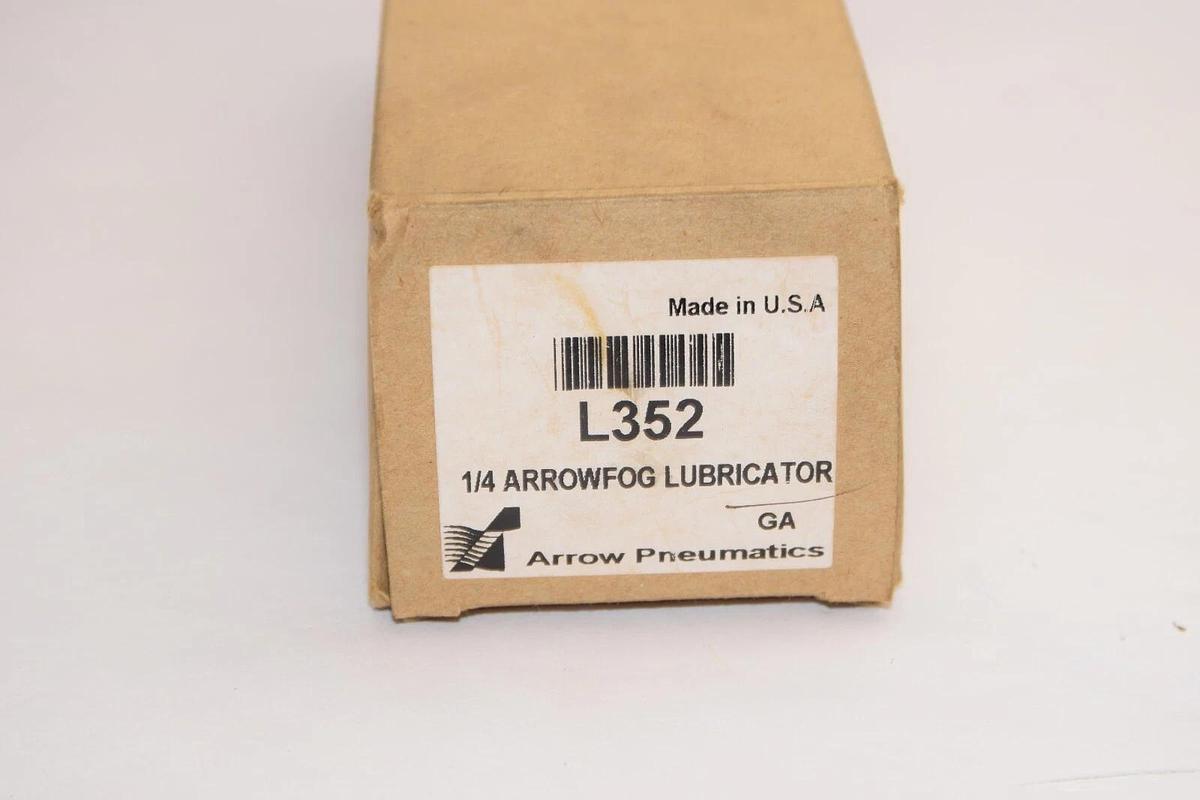 Made in U.S.A
L352
1/4 ARROWFOG LUBRICATOR
GA
Arrow Pneumatics